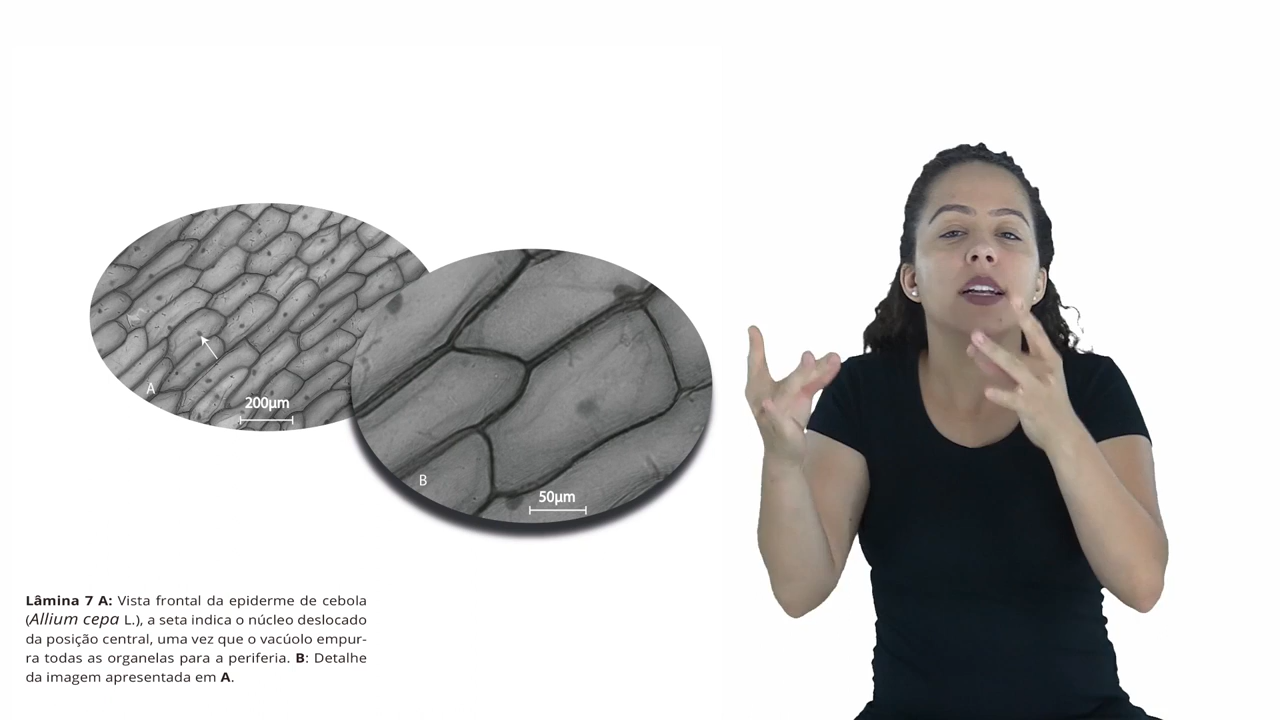 A
200µm
B
50µm
Lâmina 7 A: Vista frontal da epiderme de cebola
(Allium cepa L.), a seta indica o núcleo deslocado
da posição central, uma vez que o vacúolo empur-
ra todas as organelas para a periferia. B: Detalhe
da imagem apresentada em A.